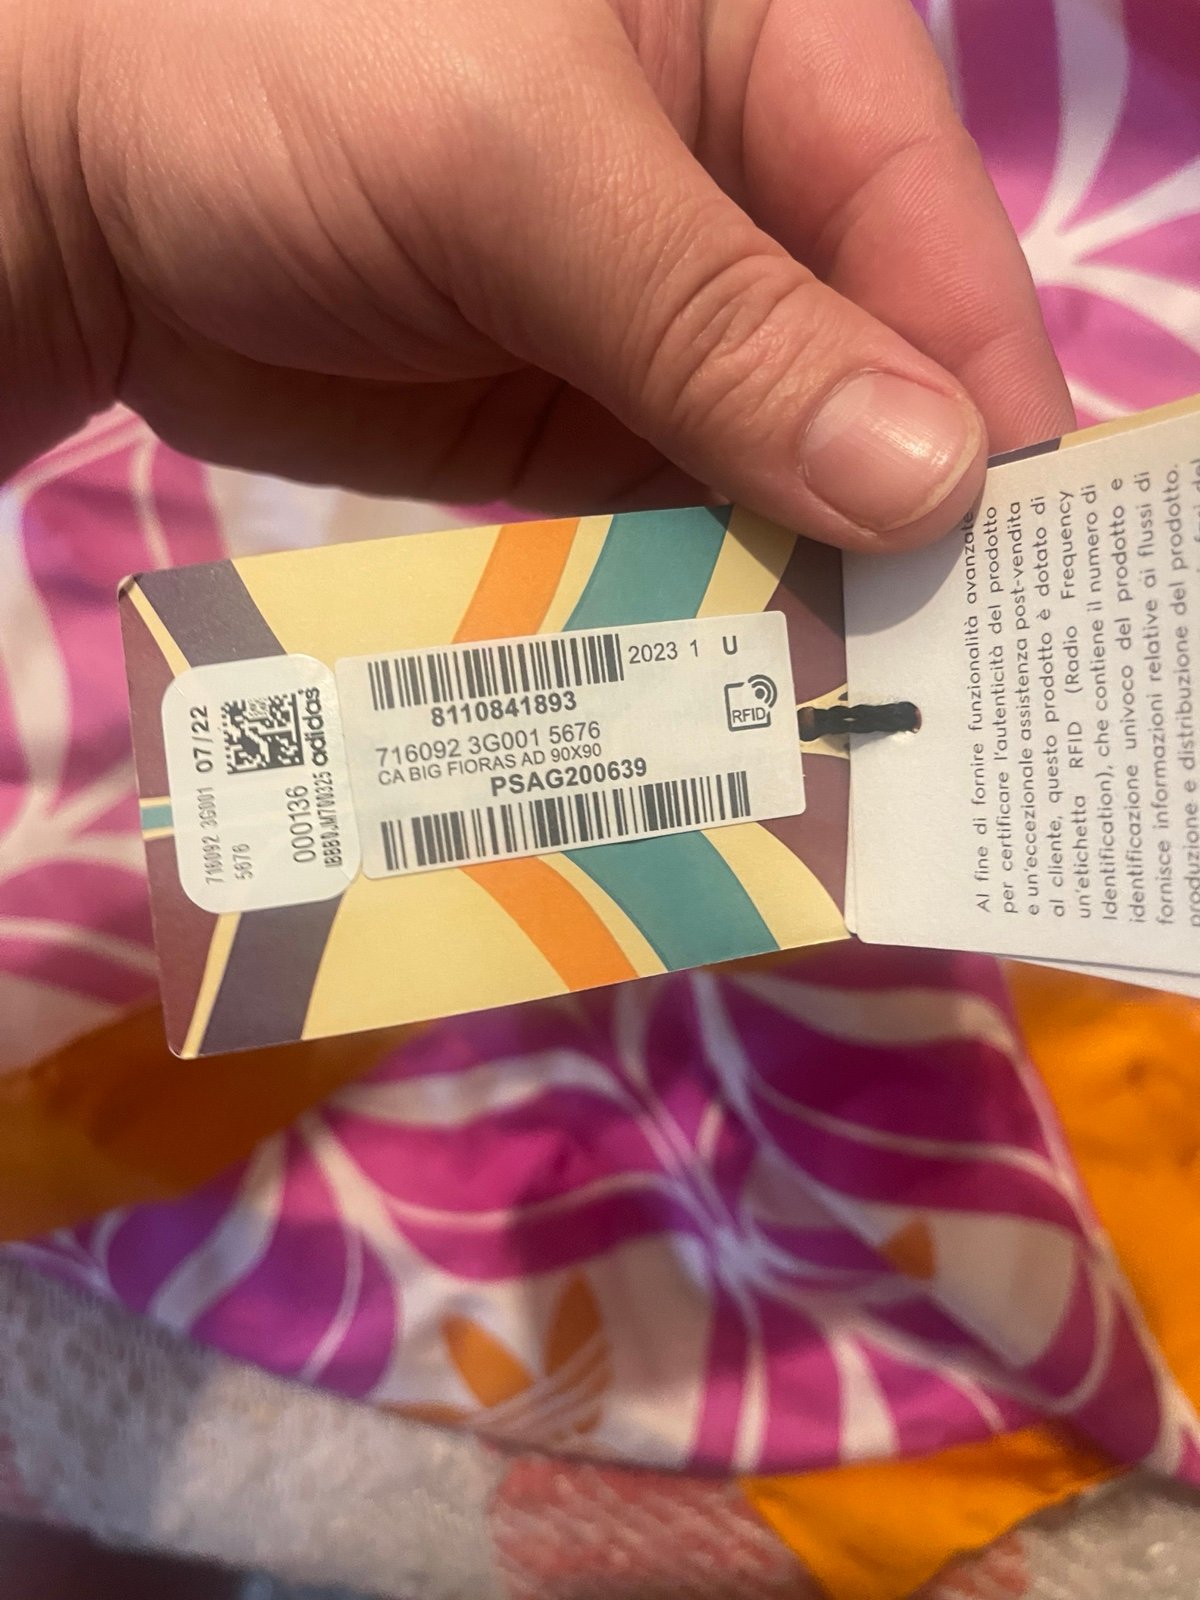 716092 3G001 07/22
5676
000136
adidas
2023 1 U
8110841893
RFID
716092 3G001 5676
CA BIG FIORAS AD 90X90
PSAG200639
Al fine di fornire funzionalità avanzate
per certificare l'autenticità del prodotto
e un'eccezionale assistenza post-vendita
al cliente, questo prodotto è dotato di
un'etichetta RFID (Radio Frequency
Identification), che contiene il numero di
identificazione univoco del prodotto e
fornisce informazioni relative ai flussi di
produzione e distribuzione del prodotto.